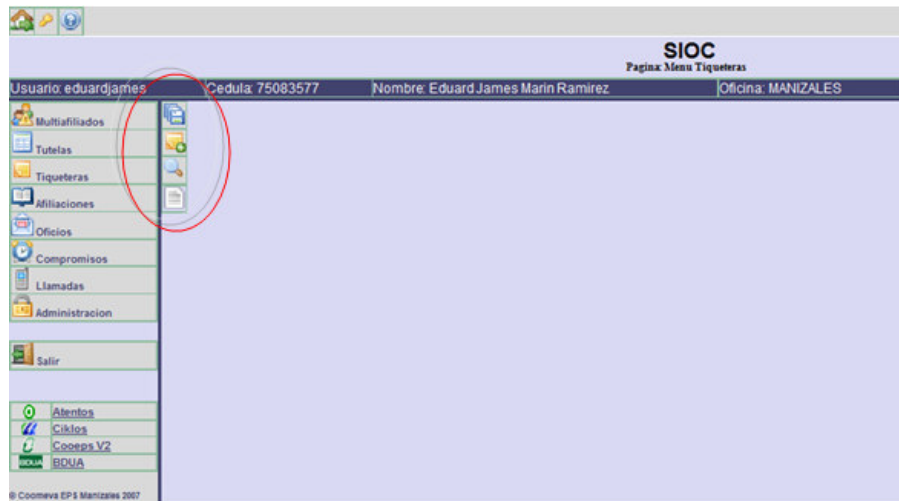 SIOC
Pagina: Menu Tiqueteras
Usuario: eduardjames Cedula: 75083577 Nombre: Eduard James Marin Ramirez Oficina: MANIZALES
Multiafiliados
Tutelas
Tiqueteras
Afiliaciones
Oficios
Compromisos
Llamadas
Administracion
Salir
Atentos
Ciklos
Cooeps V2
BDUA BDUA
© Coomeva EPS Manizales 2007